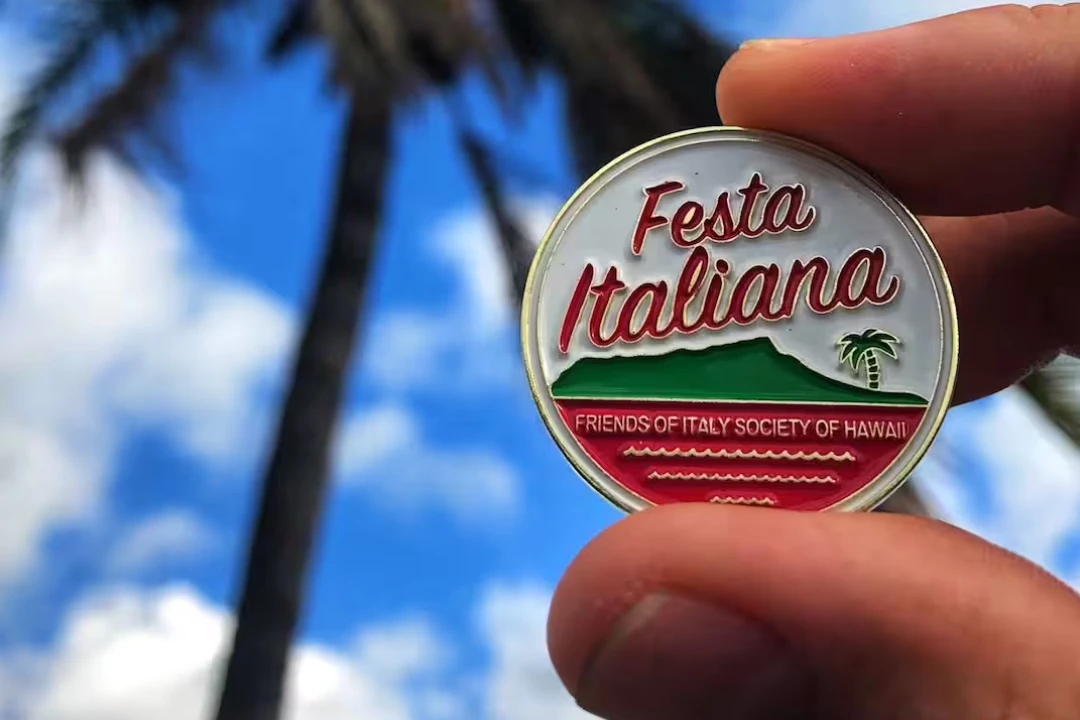 Festa
Italiana
FRIENDS OF ITALY SOCIETY OF HAWAII